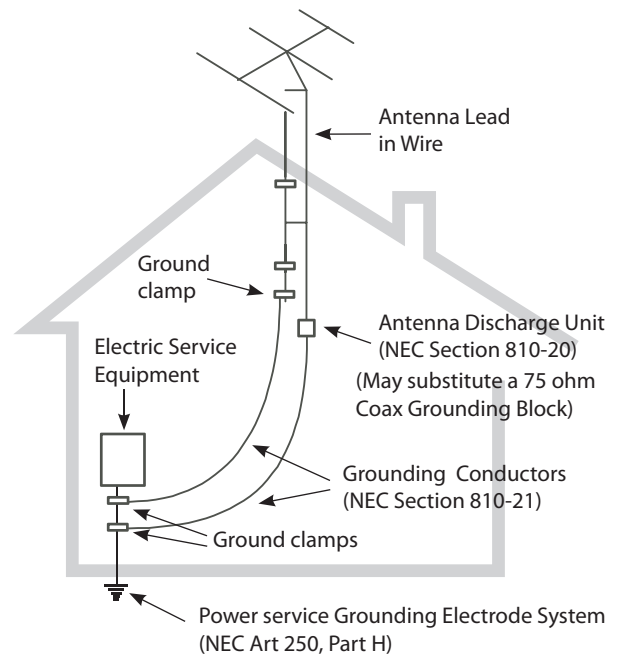 Antenna Lead
in Wire
Ground
clamp
Antenna Discharge Unit
(NEC Section 810-20)
(May substitute a 75 ohm
Coax Grounding Block)
Electric Service
Equipment
Grounding Conductors
(NEC Section 810-21)
Ground clamps
Power service Grounding Electrode System
(NEC Art 250, Part H)